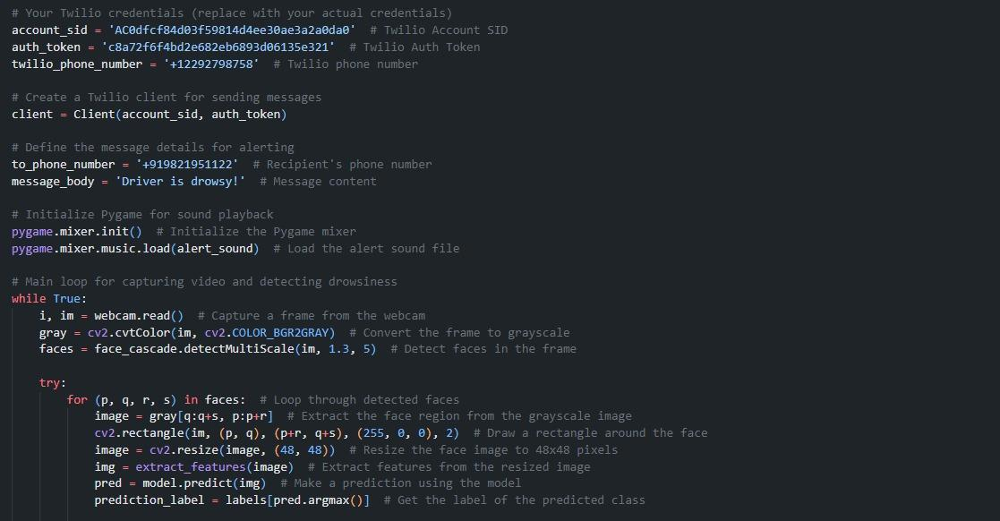 # Your Twilio credentials (replace with your actual credentials)
account_sid = 'AC0dfcf84d03f59814d4ee30ae3a2a0da0'  # Twilio Account SID
auth_token = 'c8a72f6f4bd2e682eb6893d06135e321'  # Twilio Auth Token
twilio_phone_number = '+12292798758'  # Twilio phone number

# Create a Twilio client for sending messages
client = Client(account_sid, auth_token)

# Define the message details for alerting
to_phone_number = '+919821951122'  # Recipient's phone number
message_body = 'Driver is drowsy!'  # Message content

# Initialize Pygame for sound playback
pygame.mixer.init()  # Initialize the Pygame mixer
pygame.mixer.music.load(alert_sound)  # Load the alert sound file

# Main loop for capturing video and detecting drowsiness
while True:
    i, im = webcam.read()  # Capture a frame from the webcam
    gray = cv2.cvtColor(im, cv2.COLOR_BGR2GRAY)  # Convert the frame to grayscale
    faces = face_cascade.detectMultiScale(im, 1.3, 5)  # Detect faces in the frame

    try:
        for (p, q, r, s) in faces:  # Loop through detected faces
            image = gray[q:q+s, p:p+r]  # Extract the face region from the grayscale image
            cv2.rectangle(im, (p, q), (p+r, q+s), (255, 0, 0), 2)  # Draw a rectangle around the face
            image = cv2.resize(image, (48, 48))  # Resize the face image to 48x48 pixels
            img = extract_features(image)  # Extract features from the resized image
            pred = model.predict(img)  # Make a prediction using the model
            prediction_label = labels[pred.argmax()]  # Get the label of the predicted class